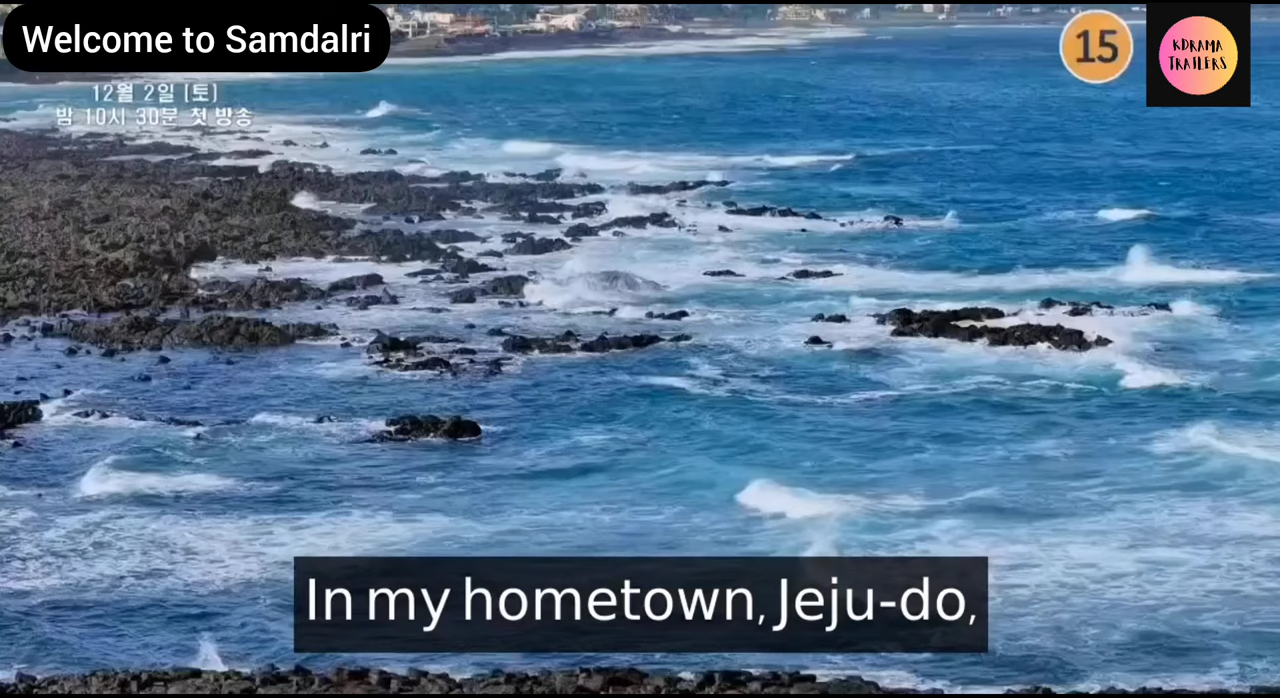 Welcome to Samdalri
15
KDRAMA
TRAILERS
12월 2일 [토]
밤 10시 30분 첫 방송
In my hometown, Jeju-do,